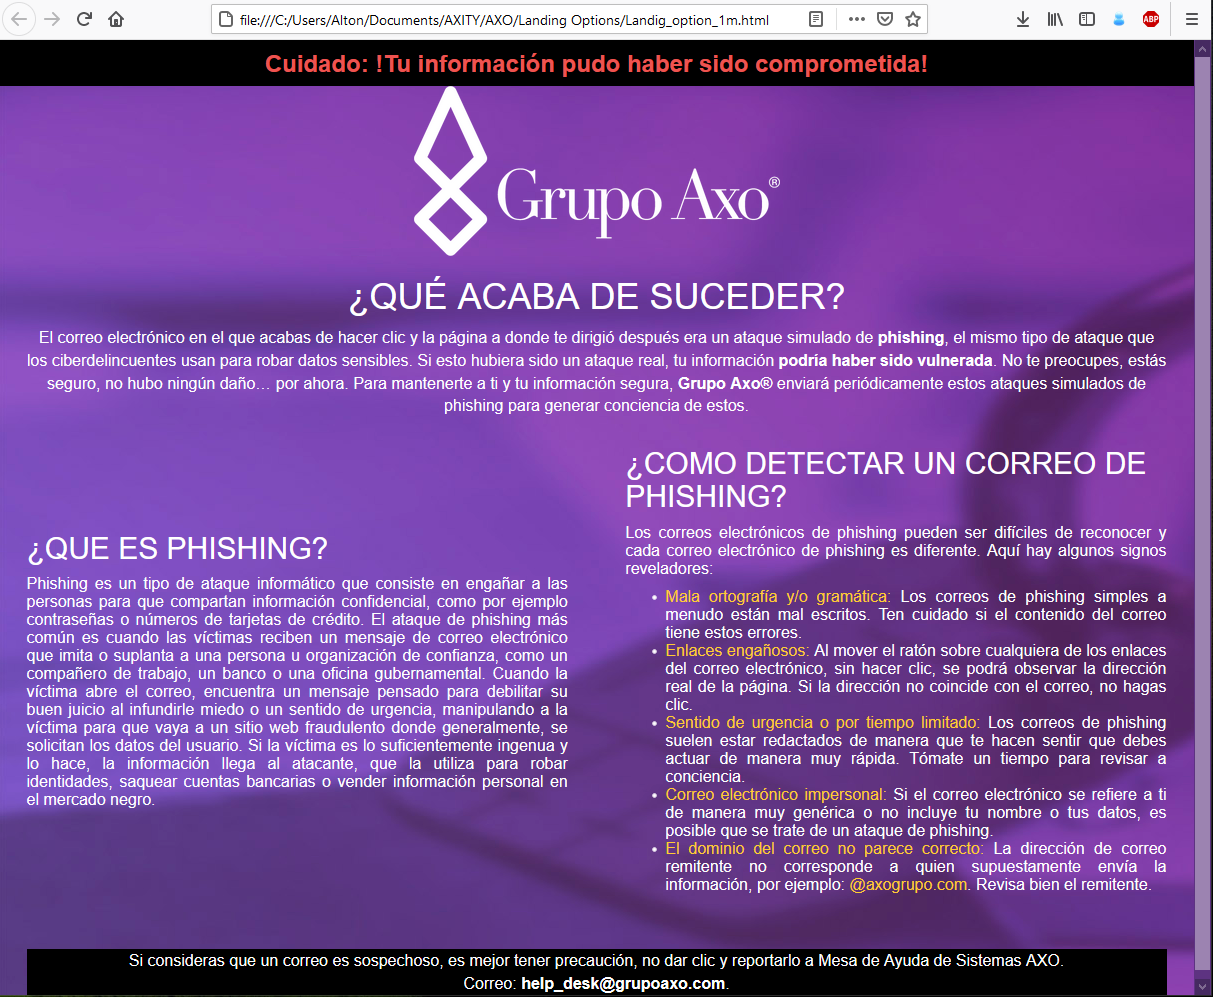 file:///C:/Users/Alton/Documents/AXITY/AXO/Landing Options/Landig_option_1m.html
ABP
Cuidado: !Tu información pudo haber sido comprometida!
Grupo Axo®
¿QUÉ ACABA DE SUCEDER?
El correo electrónico en el que acabas de hacer clic y la página a donde te dirigió después era un ataque simulado de phishing, el mismo tipo de ataque que
los ciberdelincuentes usan para robar datos sensibles. Si esto hubiera sido un ataque real, tu información podría haber sido vulnerada. No te preocupes, estás
seguro, no hubo ningún daño… por ahora. Para mantenerte a ti y tu información segura, Grupo Axo® enviará periódicamente estos ataques simulados de
phishing para generar conciencia de estos.
¿QUE ES PHISHING?
Phishing es un tipo de ataque informático que consiste en engañar a las
personas para que compartan información confidencial, como por ejemplo
contraseñas o números de tarjetas de crédito. El ataque de phishing más
común es cuando las víctimas reciben un mensaje de correo electrónico
que imita o suplanta a una persona u organización de confianza, como un
compañero de trabajo, un banco o una oficina gubernamental. Cuando la
víctima abre el correo, encuentra un mensaje pensado para debilitar su
buen juicio al infundirle miedo o un sentido de urgencia, manipulando a la
víctima para que vaya a un sitio web fraudulento donde generalmente, se
solicitan los datos del usuario. Si la víctima es lo suficientemente ingenua y
lo hace, la información llega al atacante, que la utiliza para robar
identidades, saquear cuentas bancarias o vender información personal en
el mercado negro.
¿COMO DETECTAR UN CORREO DE
PHISHING?
Los correos electrónicos de phishing pueden ser difíciles de reconocer y
cada correo electrónico de phishing es diferente. Aquí hay algunos signos
reveladores:
• Mala ortografía y/o gramática: Los correos de phishing simples a
menudo están mal escritos. Ten cuidado si el contenido del correo
tiene estos errores.
• Enlaces engañosos: Al mover el ratón sobre cualquiera de los enlaces
del correo electrónico, sin hacer clic, se podrá observar la dirección
real de la página. Si la dirección no coincide con el correo, no hagas
clic.
• Sentido de urgencia o por tiempo limitado: Los correos de phishing
suelen estar redactados de manera que te hacen sentir que debes
actuar de manera muy rápida. Tómate un tiempo para revisar a
conciencia.
• Correo electrónico impersonal: Si el correo electrónico se refiere a ti
de manera muy genérica o no incluye tu nombre o tus datos, es
posible que se trate de un ataque de phishing.
• El dominio del correo no parece correcto: La dirección de correo
remitente no corresponde a quien supuestamente envía la
información, por ejemplo: @axogrupo.com. Revisa bien el remitente.
Si consideras que un correo es sospechoso, es mejor tener precaución, no dar clic y reportarlo a Mesa de Ayuda de Sistemas AXO.
Correo: help_desk@grupoaxo.com.